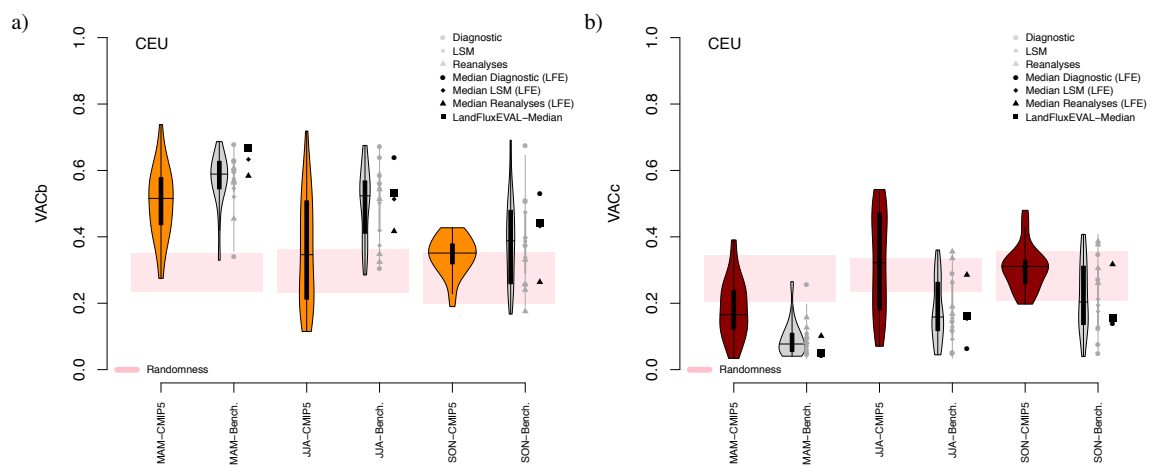 a)
CEU
Diagnostic
LSM
Reanalyses
Median Diagnostic (LFE)
Median LSM (LFE)
Median Reanalyses (LFE)
LandFluxEVAL−Median
VACb
1.0
0.8
0.6
0.4
0.2
0.0
Randomness
MAM−CMIP5
MAM−Bench.
JJA−CMIP5
JJA−Bench.
SON−CMIP5
SON−Bench.
b)
CEU
Diagnostic
LSM
Reanalyses
Median Diagnostic (LFE)
Median LSM (LFE)
Median Reanalyses (LFE)
LandFluxEVAL−Median
VACc
1.0
0.8
0.6
0.4
0.2
0.0
Randomness
MAM−CMIP5
MAM−Bench.
JJA−CMIP5
JJA−Bench.
SON−CMIP5
SON−Bench.